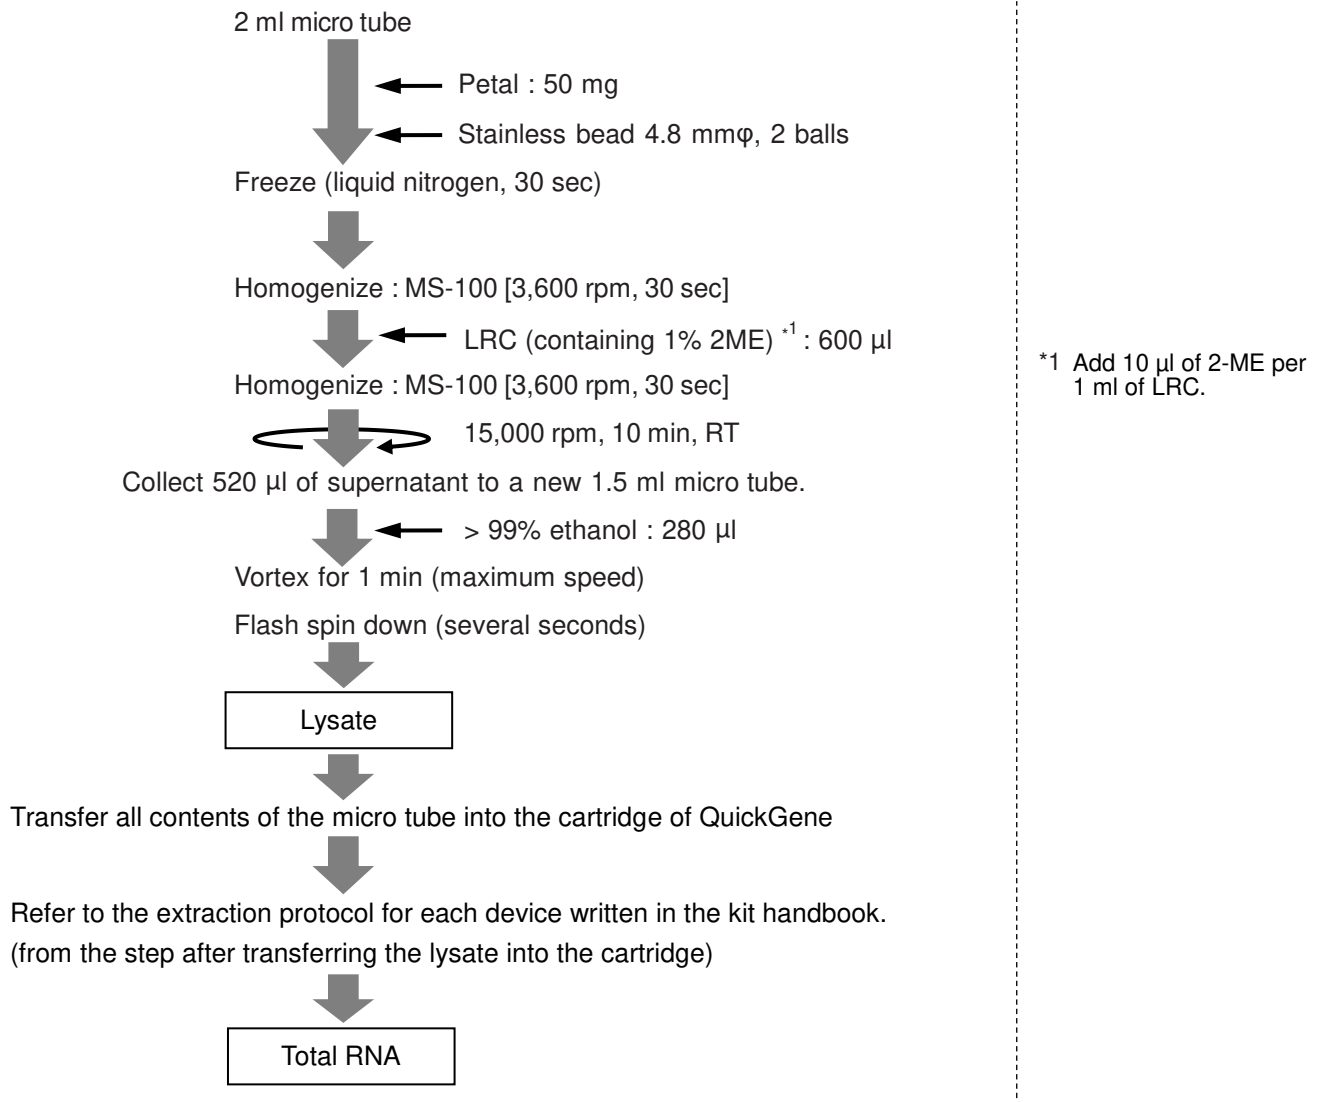 2 ml micro tube
Petal : 50 mg
Stainless bead 4.8 mmφ, 2 balls
Freeze (liquid nitrogen, 30 sec)
Homogenize : MS-100 [3,600 rpm, 30 sec]
LRC (containing 1% 2ME) *1 : 600 µl
Homogenize : MS-100 [3,600 rpm, 30 sec]
15,000 rpm, 10 min, RT
Collect 520 µl of supernatant to a new 1.5 ml micro tube.
> 99% ethanol : 280 µl
Vortex for 1 min (maximum speed)
Flash spin down (several seconds)
Lysate
Transfer all contents of the micro tube into the cartridge of QuickGene
Refer to the extraction protocol for each device written in the kit handbook.
(from the step after transferring the lysate into the cartridge)
Total RNA
*1 Add 10 µl of 2-ME per
1 ml of LRC.